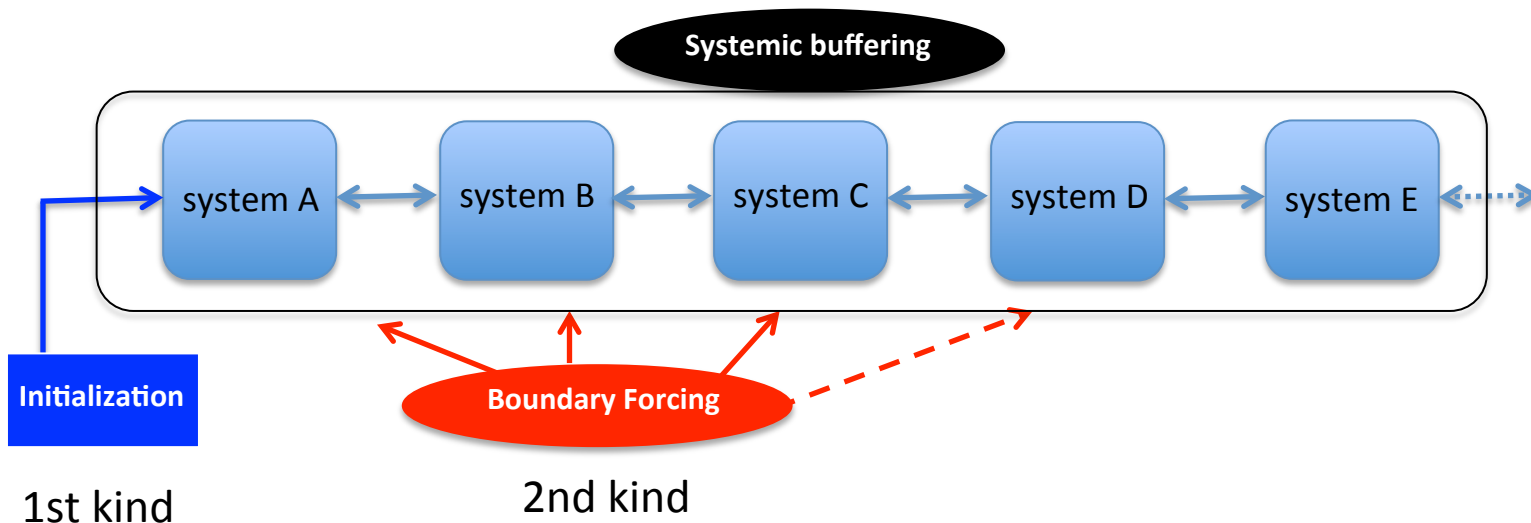 Systemic buffering
system A
system B
system C
system D
system E
Initialization
Boundary Forcing
1st kind
2nd kind